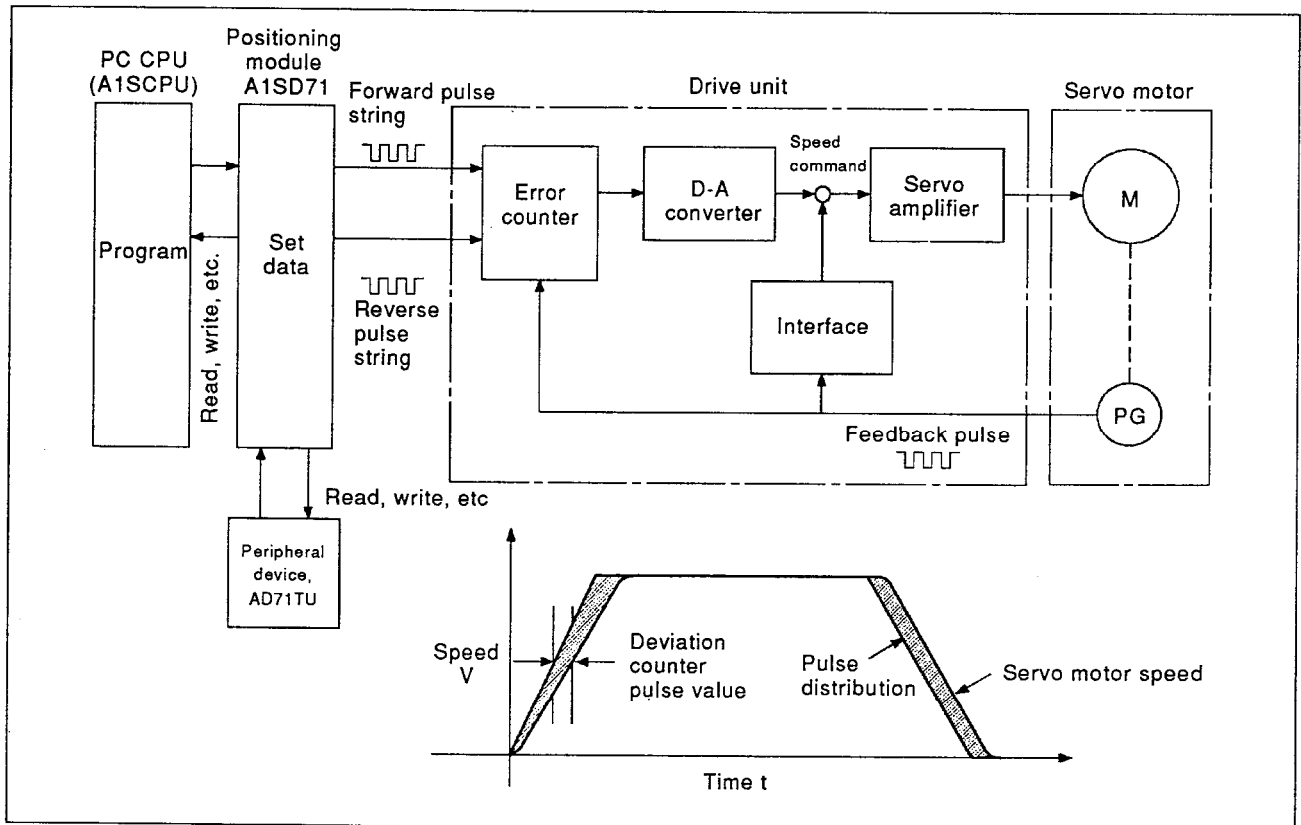 PC CPU
(A1SCPU)
Positioning
module
A1SD71
Forward pulse
string
Drive unit
Servo motor
Program
Set
data
Read, write, etc.
Reverse
pulse
string
Error
counter
D-A
converter
Speed
command
Servo
amplifier
M
Interface
PG
Feedback pulse
Read, write, etc
Peripheral
device,
AD71TU
Speed
V
Deviation
counter
pulse value
Pulse
distribution
Servo motor speed
Time t